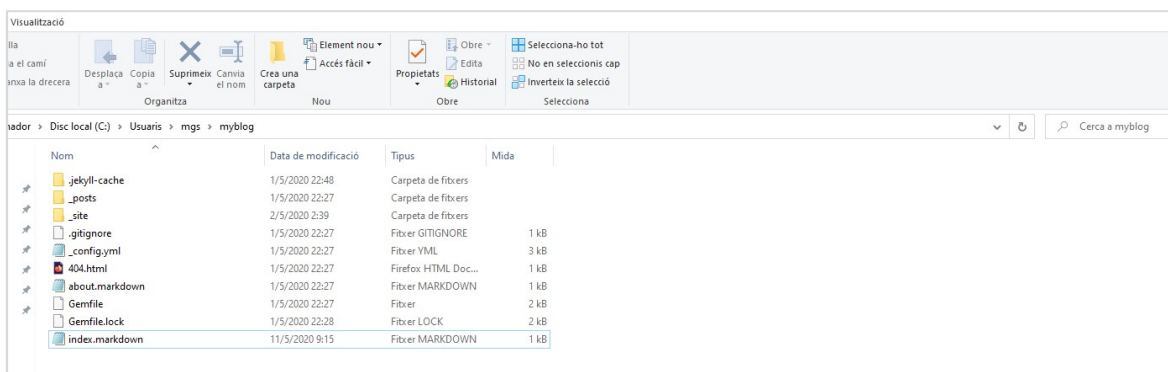 Visualització
lla
a el camí
anxa la drecera
Desplaça a
Copia a
Suprimeix
Canvia el nom
Organitza
Crea una carpeta
Element nou
Accés fàcil
Nou
Propietats
Obre
Edita
Historial
Obre
Selecciona-ho tot
No en seleccionis cap
Inverteix la selecció
Selecciona
nador > Disc local (C:) > Usuaris > mgs > myblog
Cerca a myblog
Nom Data de modificació Tipus Mida
.jekyll-cache 1/5/2020 22:48 Carpeta de fitxers
_posts 1/5/2020 22:27 Carpeta de fitxers
_site 2/5/2020 2:39 Carpeta de fitxers
.gitignore 1/5/2020 22:27 Fitxer GITIGNORE 1 kB
_config.yml 1/5/2020 22:27 Fitxer YML 3 kB
404.html 1/5/2020 22:27 Firefox HTML Doc... 1 kB
about.markdown 1/5/2020 22:27 Fitxer MARKDOWN 1 kB
Gemfile 1/5/2020 22:27 Fitxer 2 kB
Gemfile.lock 1/5/2020 22:28 Fitxer LOCK 2 kB
index.markdown 11/5/2020 9:15 Fitxer MARKDOWN 1 kB